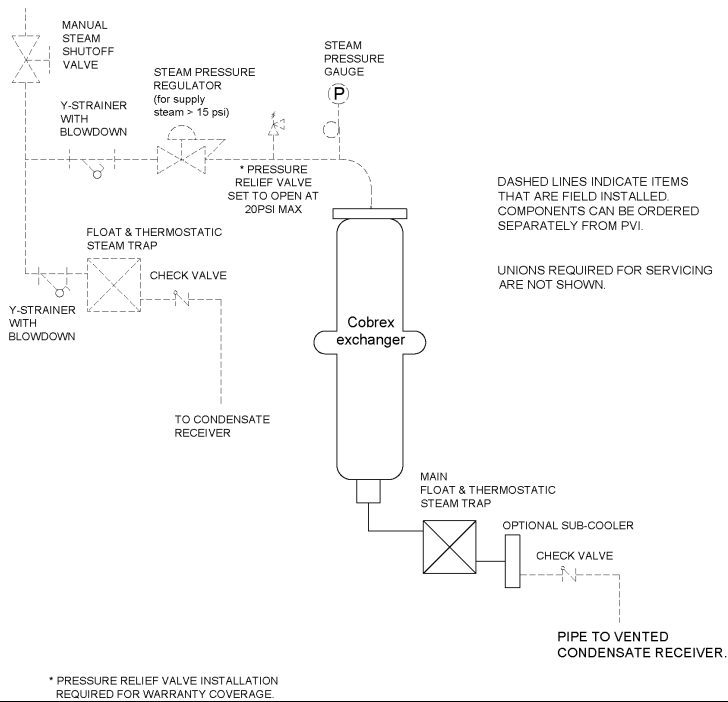 MANUAL
STEAM
SHUTOFF
VALVE
STEAM
PRESSURE
GAUGE
P
STEAM PRESSURE
REGULATOR
(for supply
steam > 15 psi)
Y-STRAINER
WITH
BLOWDOWN
* PRESSURE
RELIEF VALVE
SET TO OPEN AT
20PSI MAX
DASHED LINES INDICATE ITEMS
THAT ARE FIELD INSTALLED.
COMPONENTS CAN BE ORDERED
SEPARATELY FROM PVI.
UNIONS REQUIRED FOR SERVICING
ARE NOT SHOWN.
FLOAT & THERMOSTATIC
STEAM TRAP
CHECK VALVE
Y-STRAINER
WITH
BLOWDOWN
Cobrex
exchanger
TO CONDENSATE
RECEIVER
MAIN
FLOAT & THERMOSTATIC
STEAM TRAP
OPTIONAL SUB-COOLER
CHECK VALVE
PIPE TO VENTED
CONDENSATE RECEIVER.
* PRESSURE RELIEF VALVE INSTALLATION
REQUIRED FOR WARRANTY COVERAGE.